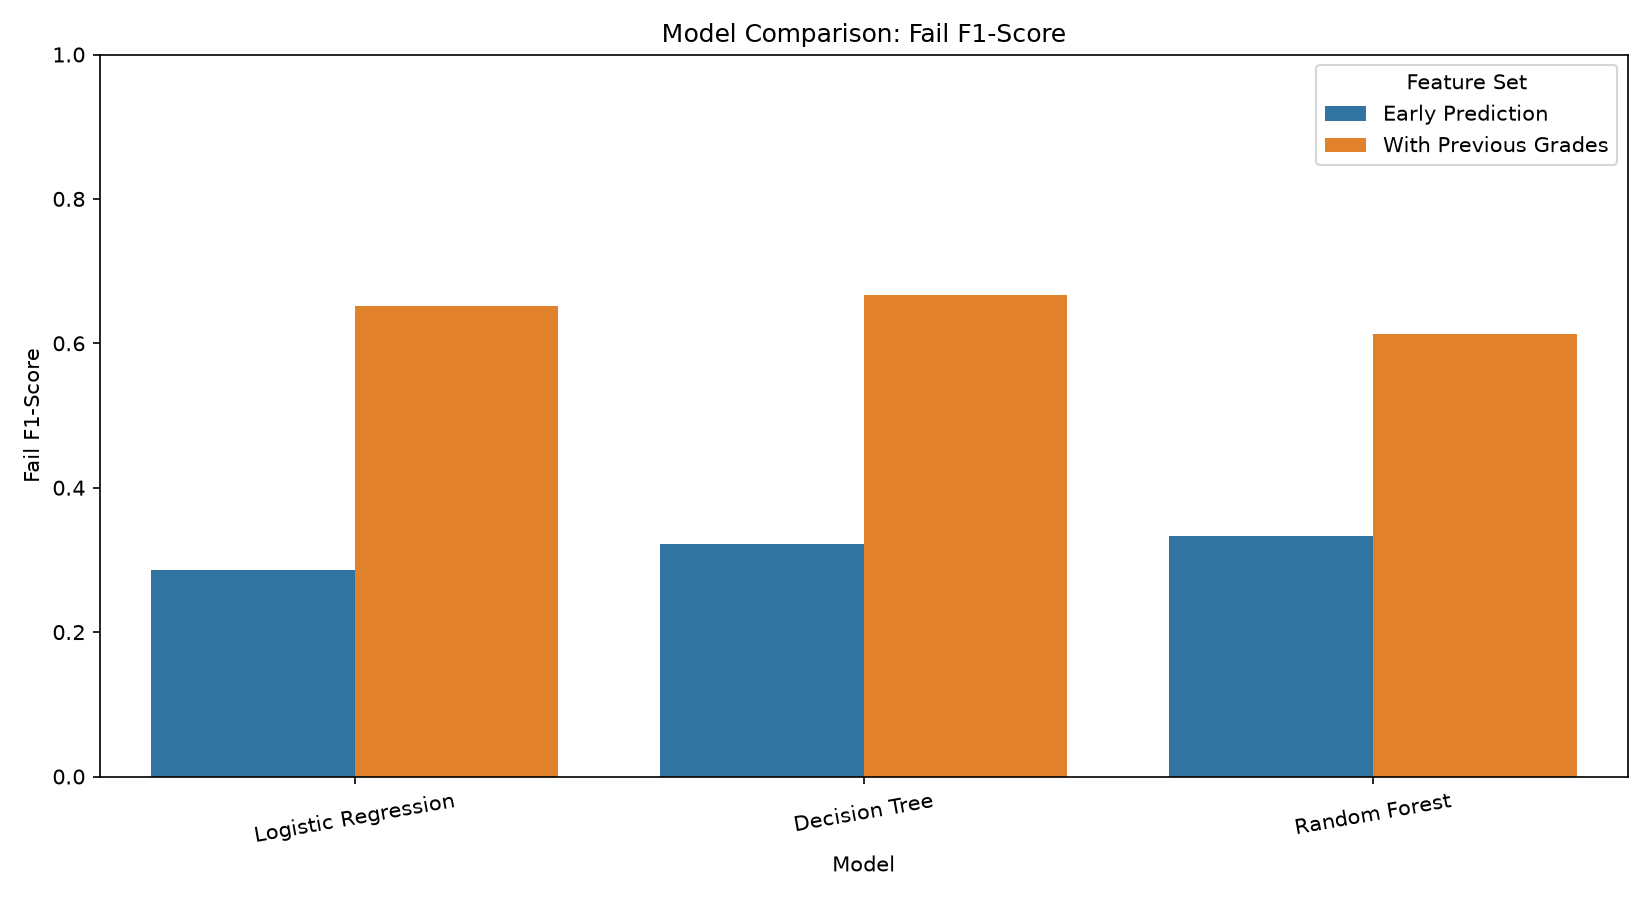 Model Comparison: Fail F1-Score
Feature Set
Early Prediction
With Previous Grades
Fail F1-Score
1.0
0.8
0.6
0.4
0.2
0.0
Logistic Regression
Decision Tree
Random Forest
Model